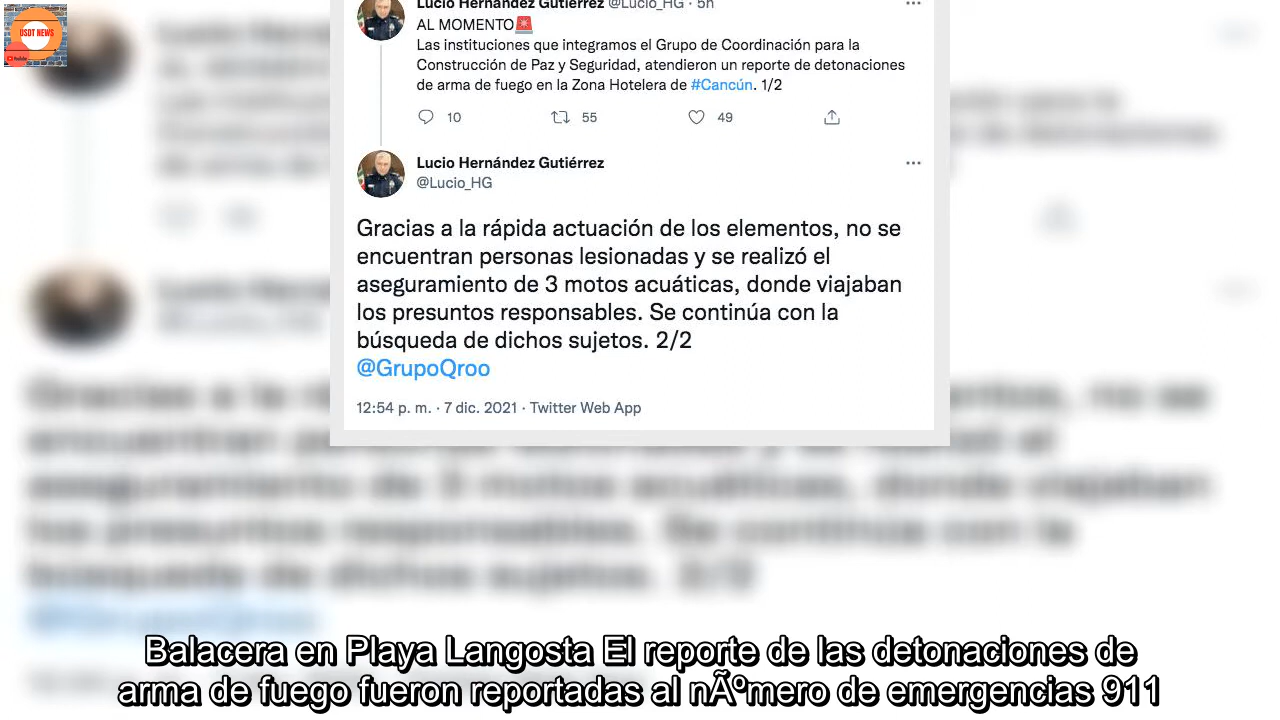 USDT NEWS
Lucio Hernández Gutiérrez @Lucio_HG · 5h
AL MOMENTO🚨
Las instituciones que integramos el Grupo de Coordinación para la
Construcción de Paz y Seguridad, atendieron un reporte de detonaciones
de arma de fuego en la Zona Hotelera de #Cancún. 1/2
10 55 49
Lucio Hernández Gutiérrez
@Lucio_HG
Gracias a la rápida actuación de los elementos, no se
encuentran personas lesionadas y se realizó el
aseguramiento de 3 motos acuáticas, donde viajaban
los presuntos responsables. Se continúa con la
búsqueda de dichos sujetos. 2/2
@GrupoQroo
12:54 p. m. · 7 dic. 2021 · Twitter Web App
Balacera en Playa Langosta El reporte de las detonaciones de
arma de fuego fueron reportadas al nÃºmero de emergencias 911